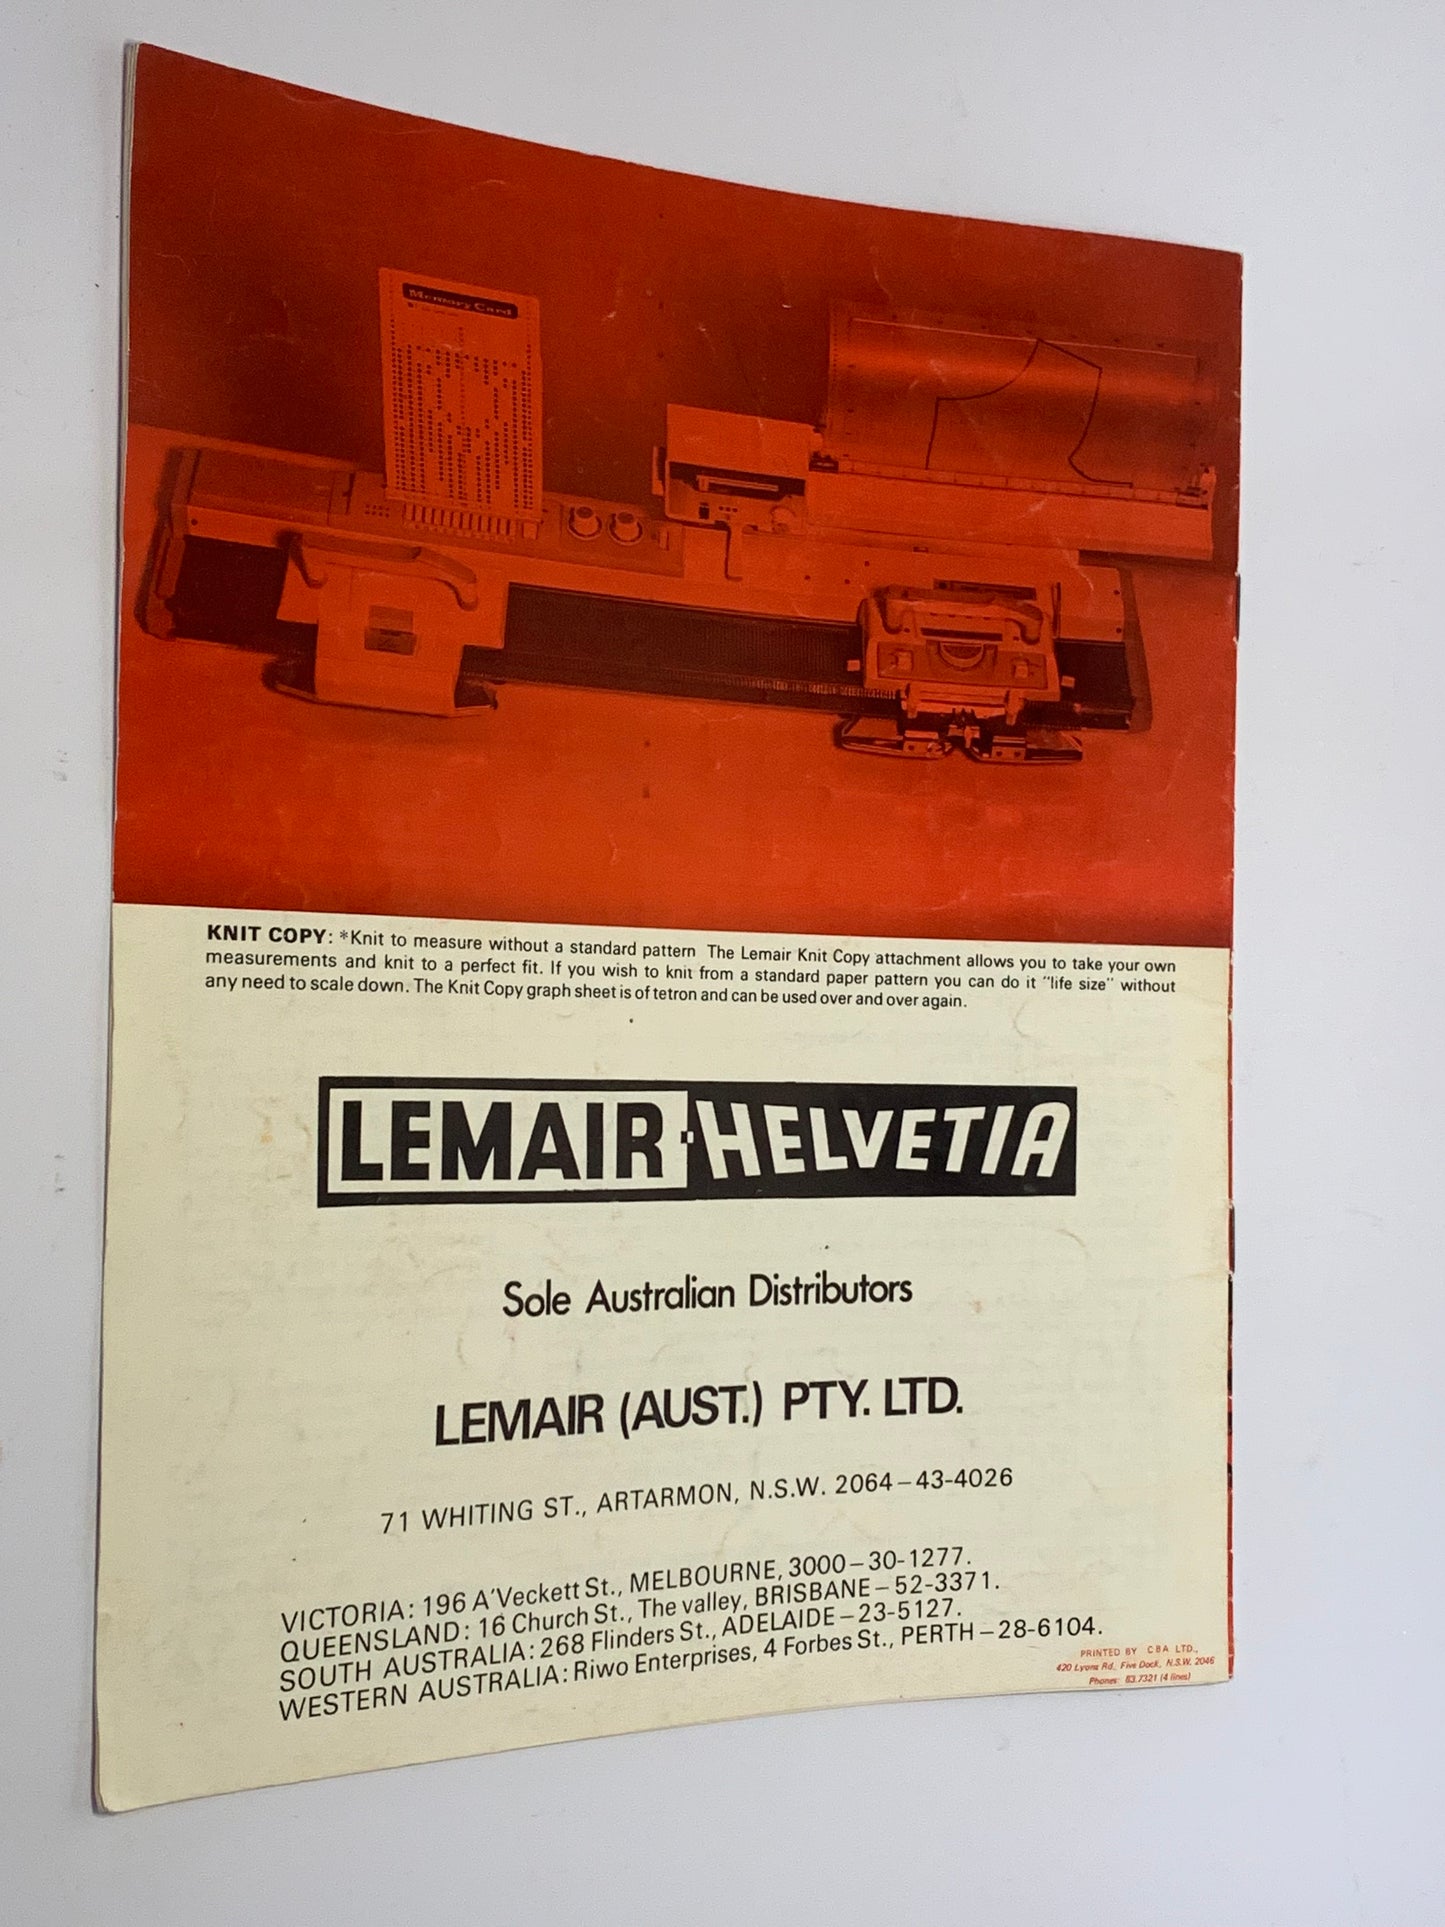 Memory Card
KNIT COPY: *Knit to measure without a standard pattern The Lemair Knit Copy attachment allows you to take your own
measurements and knit to a perfect fit. If you wish to knit from a standard paper pattern you can do it "life size" without
any need to scale down. The Knit Copy graph sheet is of tetron and can be used over and over again.
LEMAIR·HELVETIA
Sole Australian Distributors
LEMAIR (AUST.) PTY. LTD.
71 WHITING ST., ARTARMON, N.S.W. 2064–43-4026
VICTORIA: 196 A'Veckett St., MELBOURNE, 3000–30-1277.
QUEENSLAND: 16 Church St., The valley, BRISBANE–52-3371.
SOUTH AUSTRALIA: 268 Flinders St., ADELAIDE–23-5127.
WESTERN AUSTRALIA: Riwo Enterprises, 4 Forbes St., PERTH–28-6104.
PRINTED BY CBA LTD.,
420 Lyons Rd., Five Dock, N.S.W. 2046
Phones: 83.7321 (4 lines)